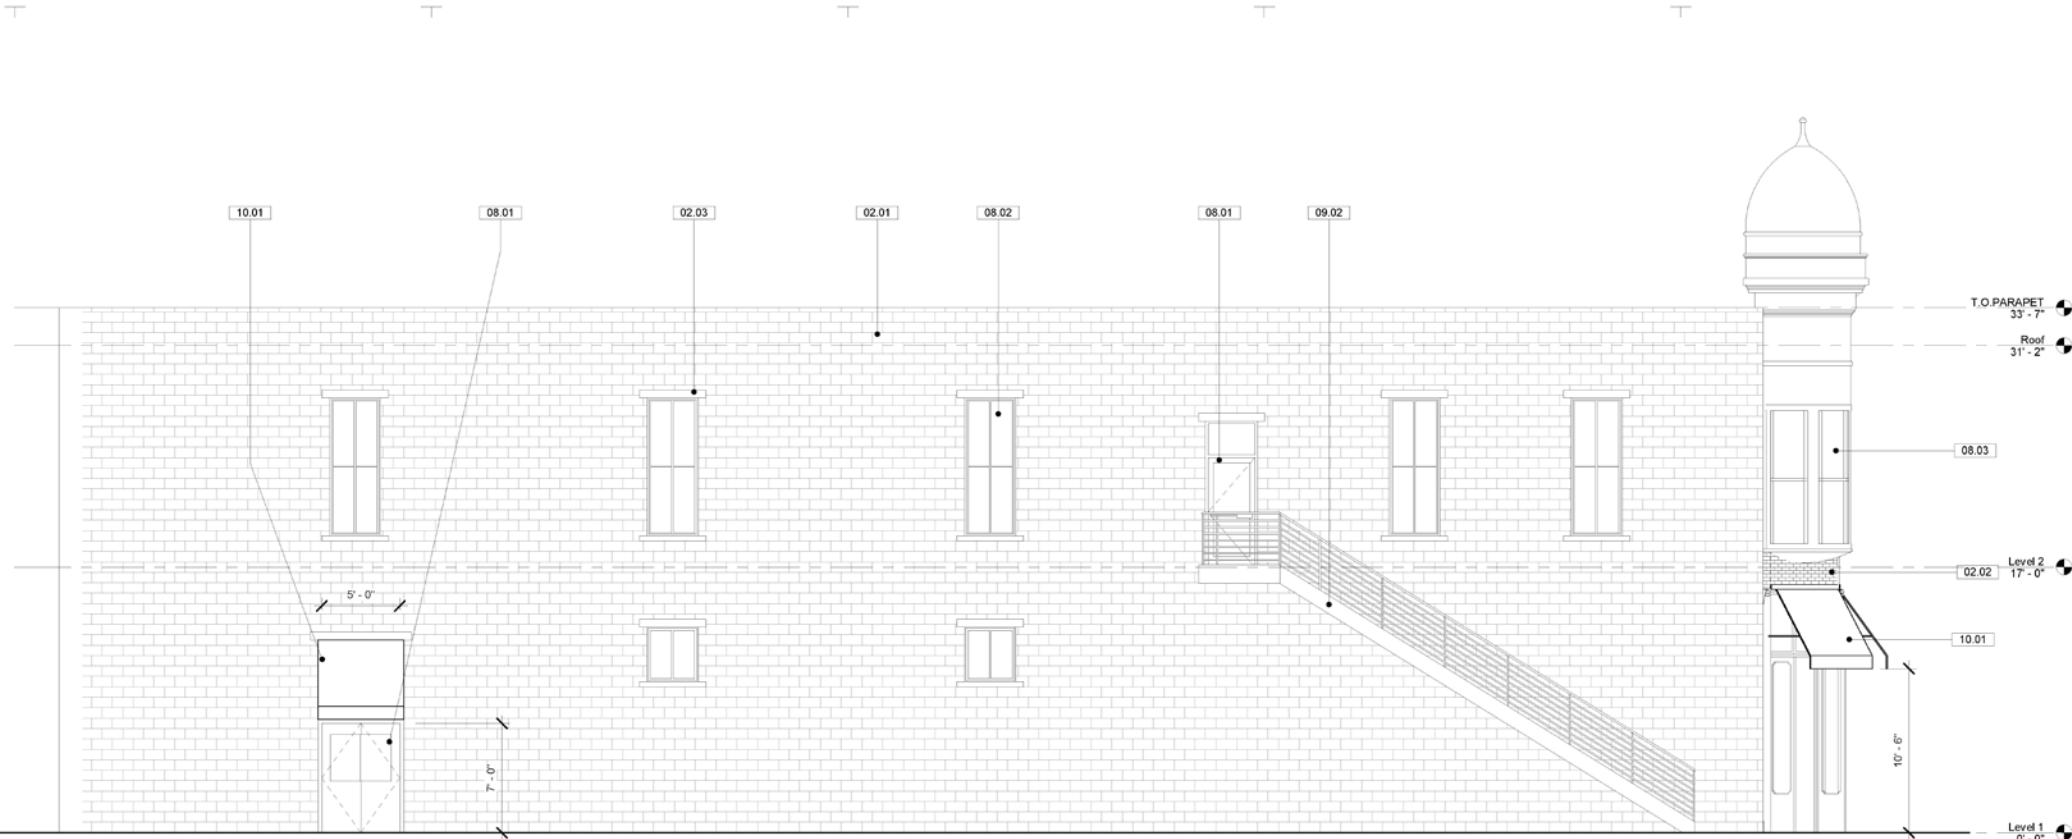 10.01
08.01
02.03
02.01
08.02
08.01
09.02
T.O.PARAPET
33' - 7"
Roof
31' - 2"
08.03
Level 2
17' - 0"
02.02
5' - 0"
10.01
7' - 0"
10' - 6"
Level 1
0' - 0"